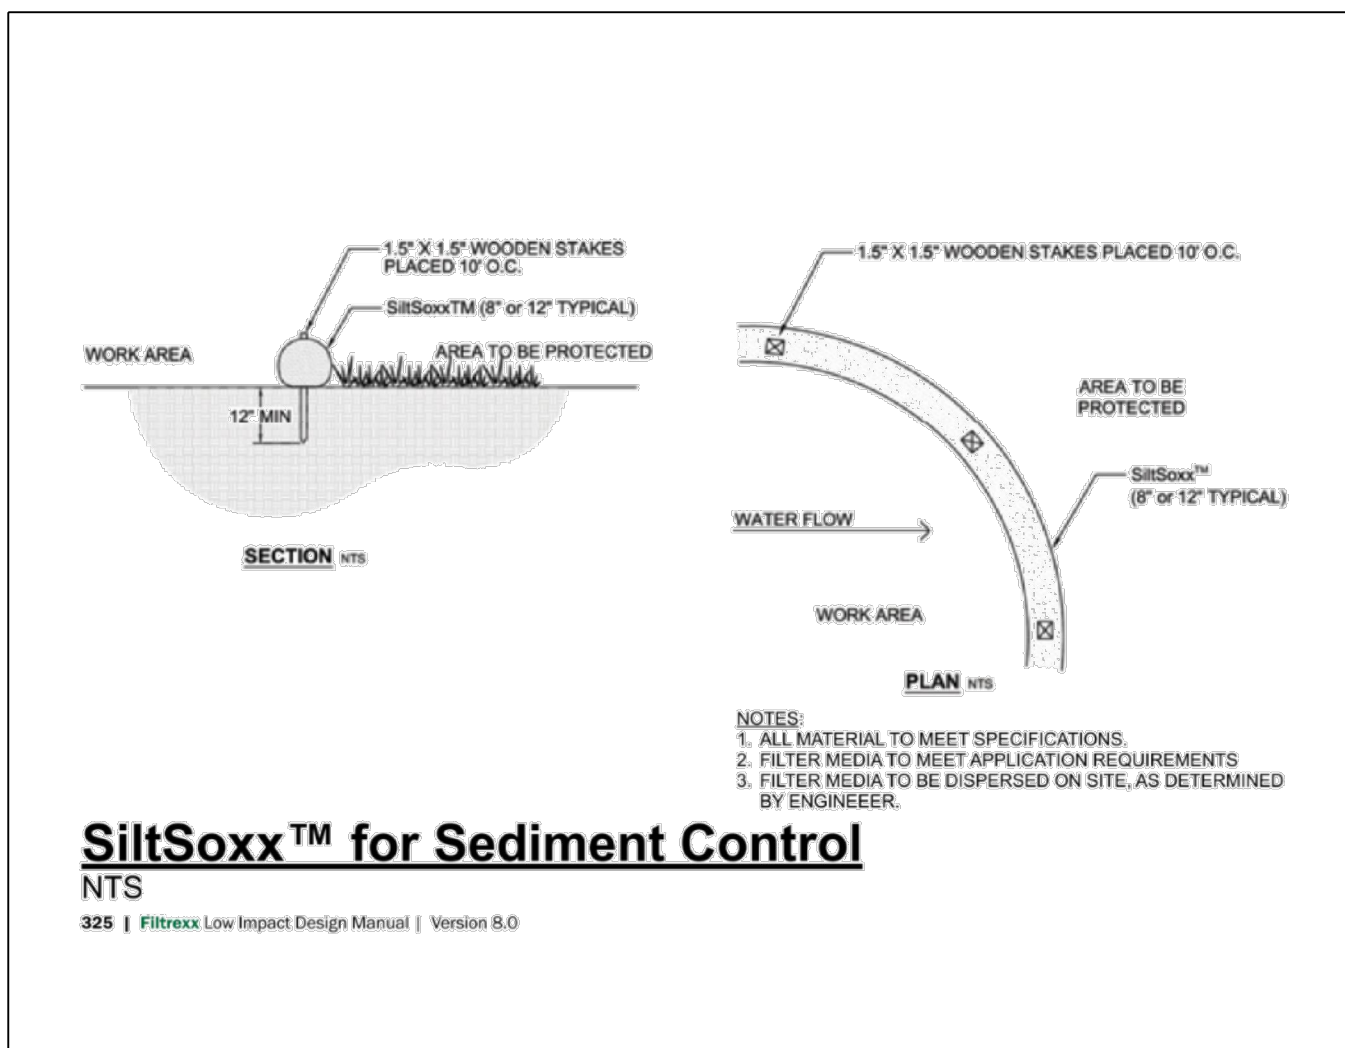 1.5" X 1.5" WOODEN STAKES
PLACED 10' O.C.
SiltSoxxTM (8" or 12" TYPICAL)
WORK AREA
AREA TO BE PROTECTED
12" MIN
SECTION NTS
1.5" X 1.5" WOODEN STAKES PLACED 10' O.C.
AREA TO BE
PROTECTED
SiltSoxx™
(8" or 12" TYPICAL)
WATER FLOW
WORK AREA
PLAN NTS
NOTES:
1. ALL MATERIAL TO MEET SPECIFICATIONS.
2. FILTER MEDIA TO MEET APPLICATION REQUIREMENTS
3. FILTER MEDIA TO BE DISPERSED ON SITE, AS DETERMINED
BY ENGINEEER.
SiltSoxx™ for Sediment Control
NTS
325 | Filtrexx Low Impact Design Manual | Version 8.0